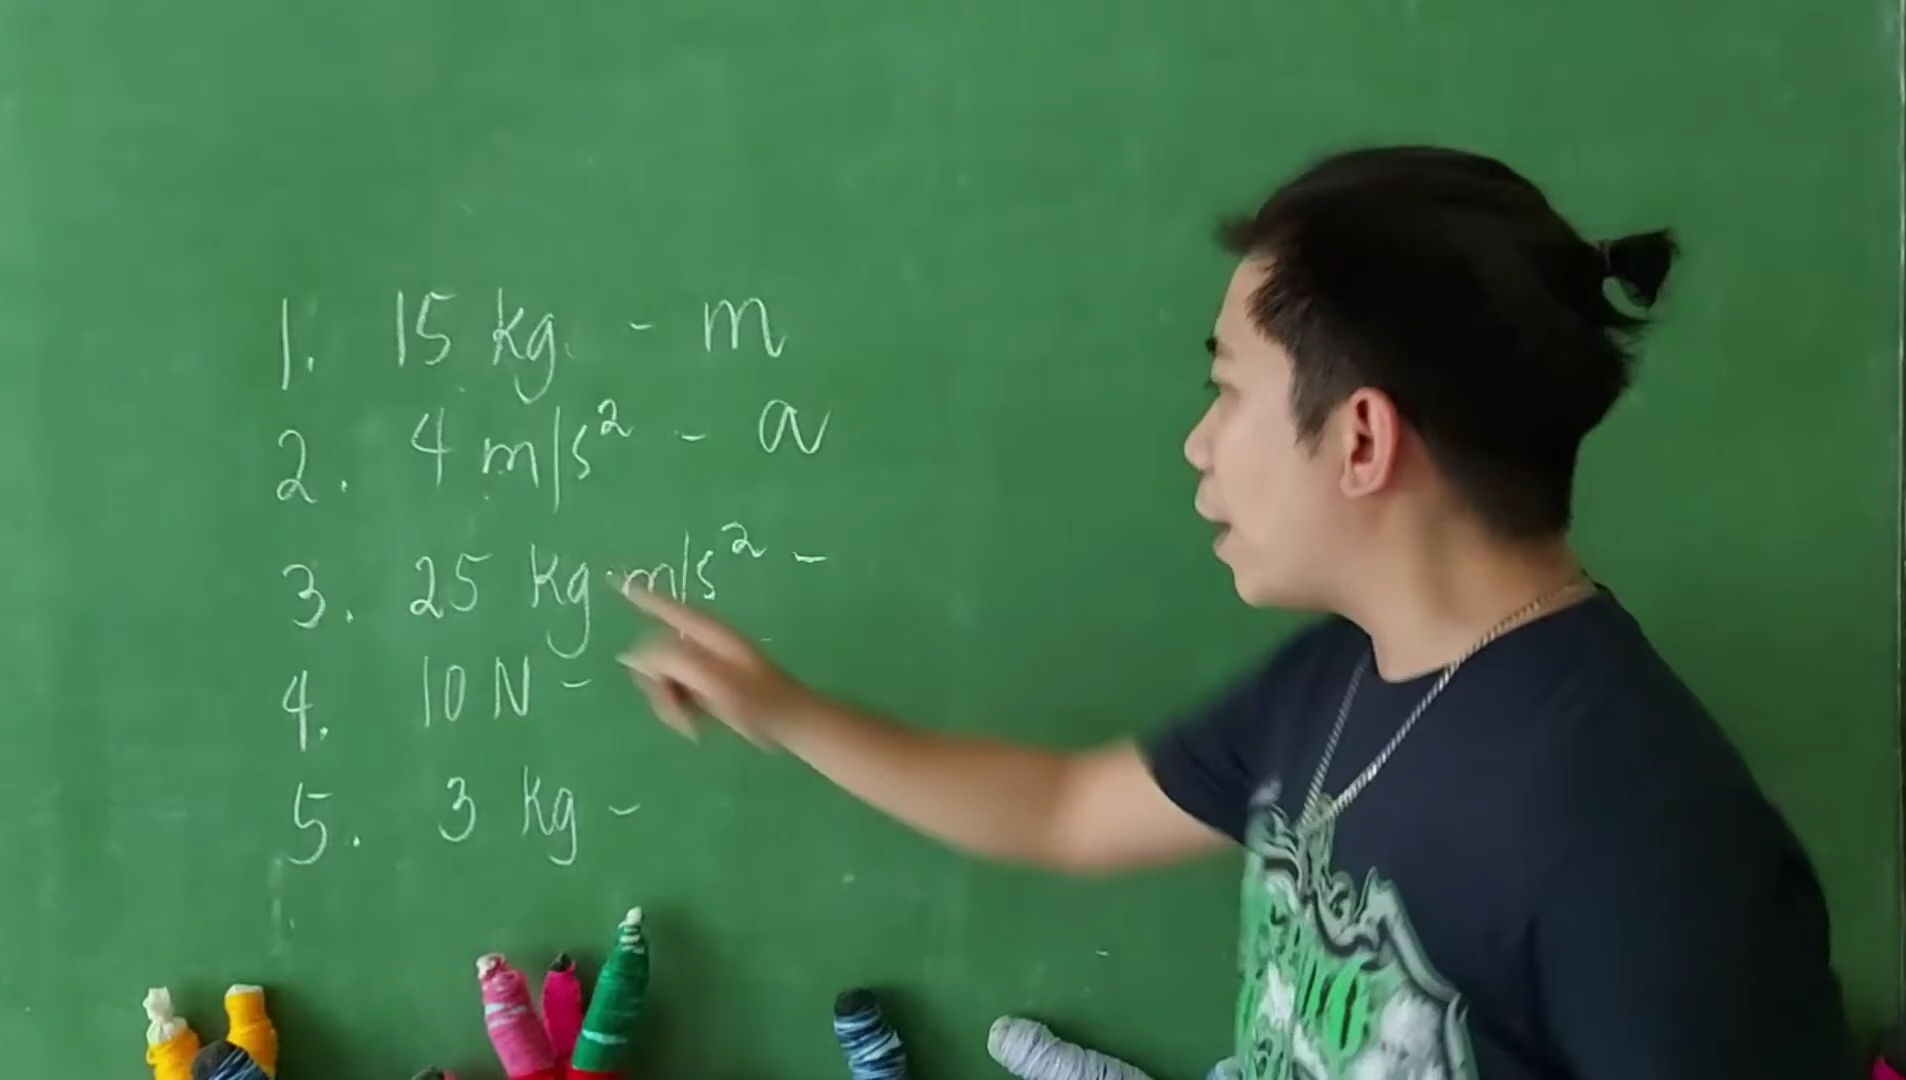 1. 15 kg. - m
2. 4 m/s² - a
3. 25 kg·m/s² -
4. 10 N -
5. 3 kg -